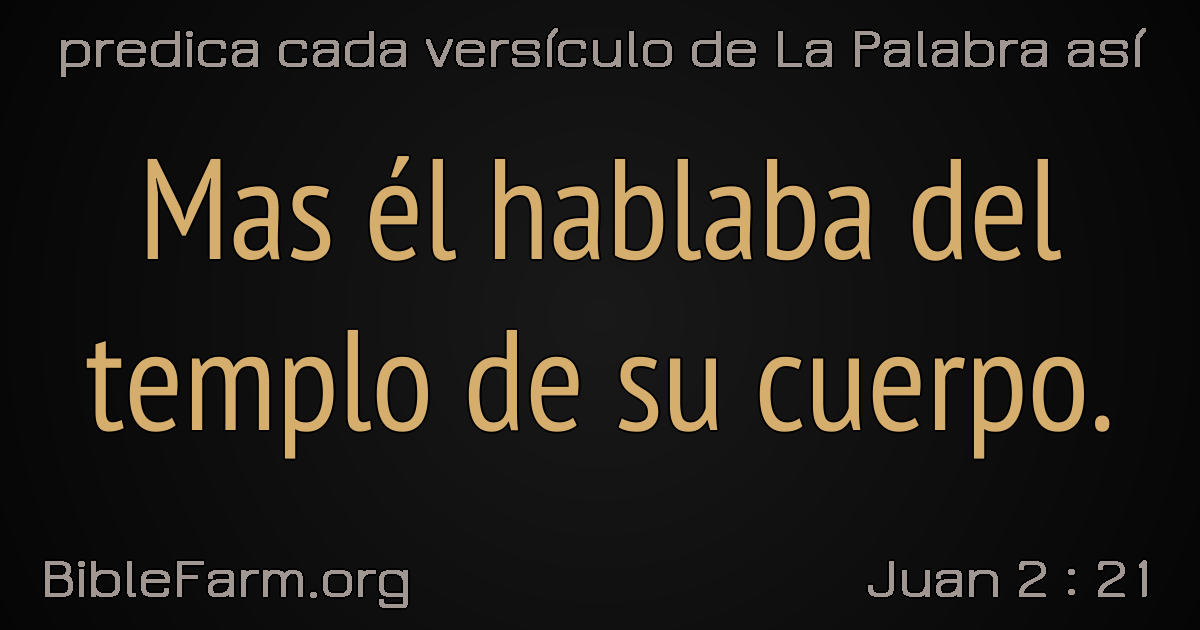 predica cada versículo de La Palabra así
Mas él hablaba del
templo de su cuerpo.
BibleFarm.org
Juan 2 : 21